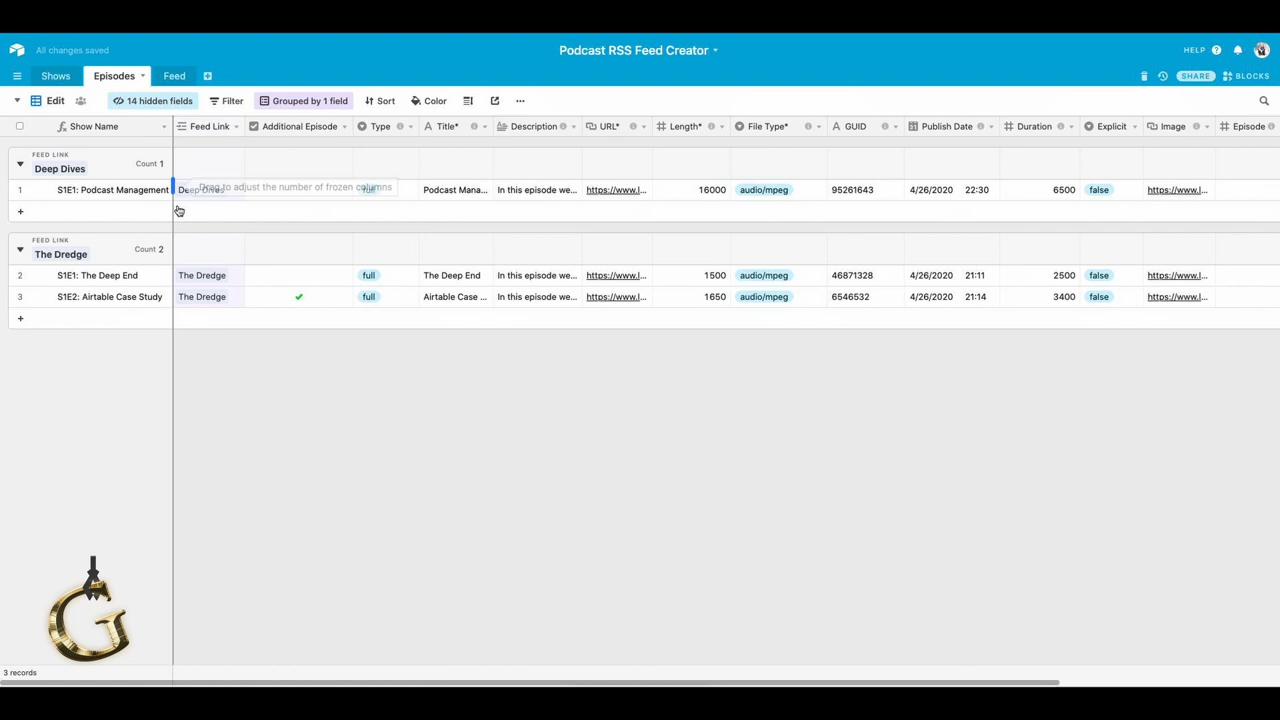 All changes saved
Podcast RSS Feed Creator
HELP
Shows
Episodes
Feed
SHARE
BLOCKS
Edit
14 hidden fields
Filter
Grouped by 1 field
Sort
Color
Show Name
Feed Link
Additional Episode
Type
Title*
Description
URL*
Length*
File Type*
GUID
Publish Date
Duration
Explicit
Image
Episode
FEED LINK
Deep Dives
Count 1
1 S1E1: Podcast Management Deep Dives full Podcast Mana... In this episode we... https://www.l... 16000 audio/mpeg 95261643 4/26/2020 22:30 6500 false https://www.l...
Drag to adjust the number of frozen columns
+
FEED LINK
The Dredge
Count 2
2 S1E1: The Deep End The Dredge full The Deep End In this episode we... https://www.l... 1500 audio/mpeg 46871328 4/26/2020 21:11 2500 false https://www.l...
3 S1E2: Airtable Case Study The Dredge full Airtable Case ... In this episode we... https://www.l... 1650 audio/mpeg 6546532 4/26/2020 21:14 3400 false https://www.l...
+
G
3 records